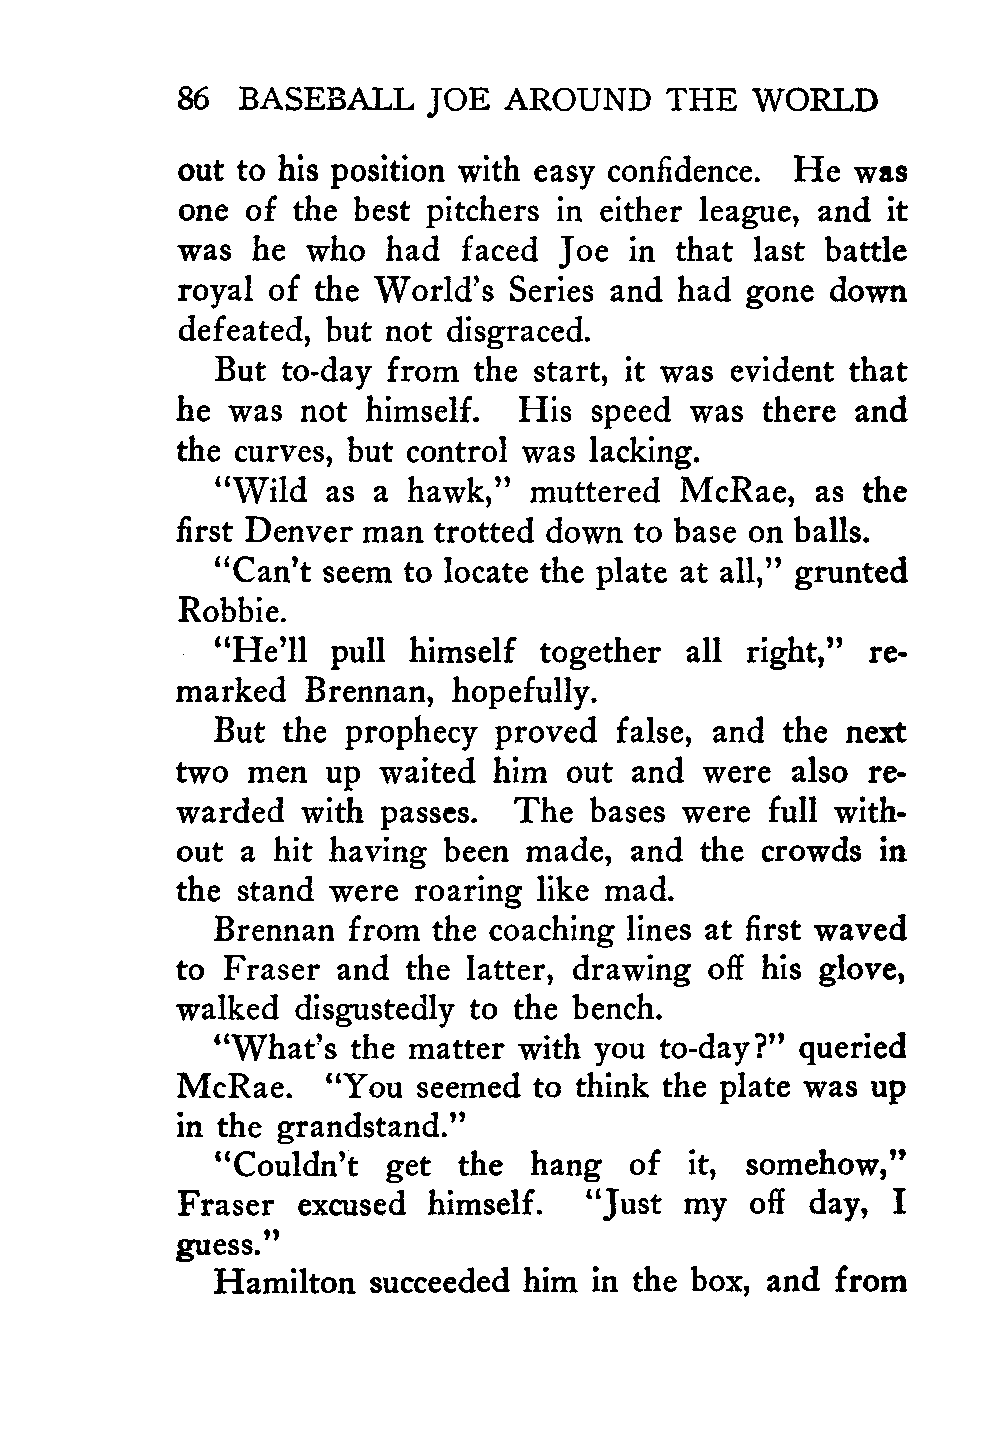 86 BASEBALL JOE AROUND THE WORLD
out to his position with easy confidence. He was
one of the best pitchers in either league, and it
was he who had faced Joe in that last battle
royal of the World's Series and had gone down
defeated, but not disgraced.
But to-day from the start, it was evident that
he was not himself. His speed was there and
the curves, but control was lacking.
"Wild as a hawk," muttered McRae, as the
first Denver man trotted down to base on balls.
"Can't seem to locate the plate at all," grunted
Robbie.
"He'll pull himself together all right," re-
marked Brennan, hopefully.
But the prophecy proved false, and the next
two men up waited him out and were also re-
warded with passes. The bases were full with-
out a hit having been made, and the crowds in
the stand were roaring like mad.
Brennan from the coaching lines at first waved
to Fraser and the latter, drawing off his glove,
walked disgustedly to the bench.
"What's the matter with you to-day?" queried
McRae. "You seemed to think the plate was up
in the grandstand."
"Couldn't get the hang of it, somehow,"
Fraser excused himself. "Just my off day, I
guess."
Hamilton succeeded him in the box, and from